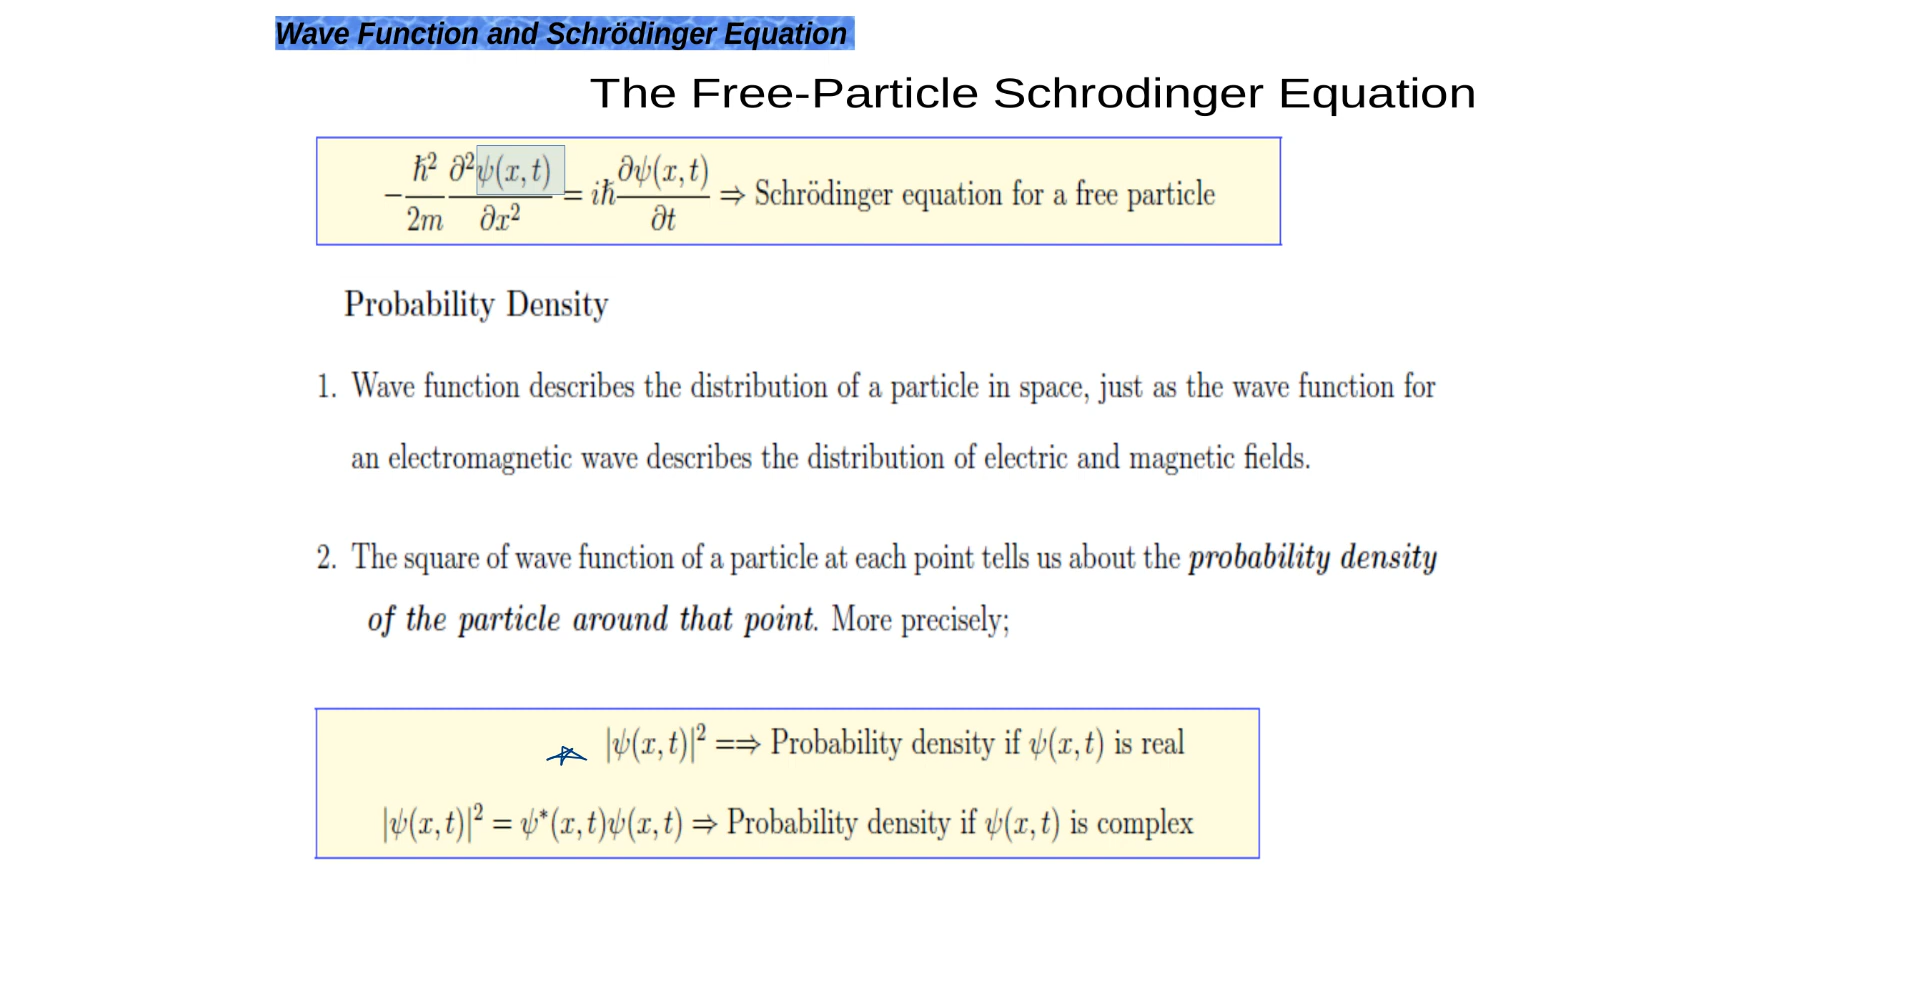 Wave Function and Schrödinger Equation
The Free-Particle Schrodinger Equation
−ħ²/2m ∂²ψ(x,t)/∂x² = iħ ∂ψ(x,t)/∂t ⇒ Schrödinger equation for a free particle
Probability Density
1. Wave function describes the distribution of a particle in space, just as the wave function for
an electromagnetic wave describes the distribution of electric and magnetic fields.
2. The square of wave function of a particle at each point tells us about the probability density
of the particle around that point. More precisely;
|ψ(x,t)|² ==⇒ Probability density if ψ(x,t) is real
|ψ(x,t)|² = ψ*(x,t)ψ(x,t) ⇒ Probability density if ψ(x,t) is complex